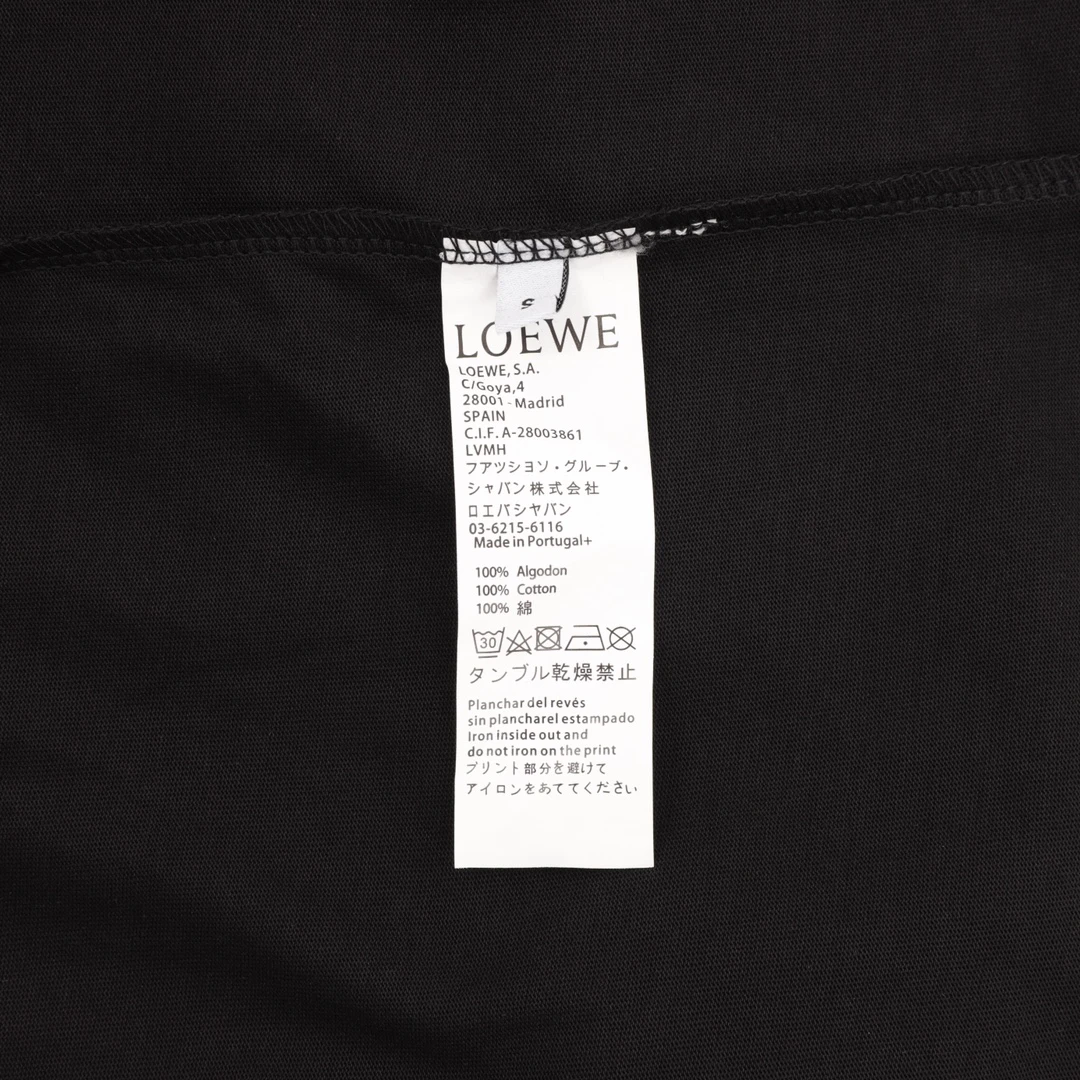 S
LOEWE
LOEWE, S.A.
C/Goya,4
28001 - Madrid
SPAIN
C.I.F. A-28003861
LVMH
フアツシヨソ・グルーブ・
シャバン株式会社
ロエバシヤバン
03-6215-6116
Made in Portugal+
100% Algodon
100% Cotton
100% 綿
30
タンブル乾燥禁止
Planchar del revés
sin plancharel estampado
Iron inside out and
do not iron on the print
プリント部分を避けて
アイロンをあててください